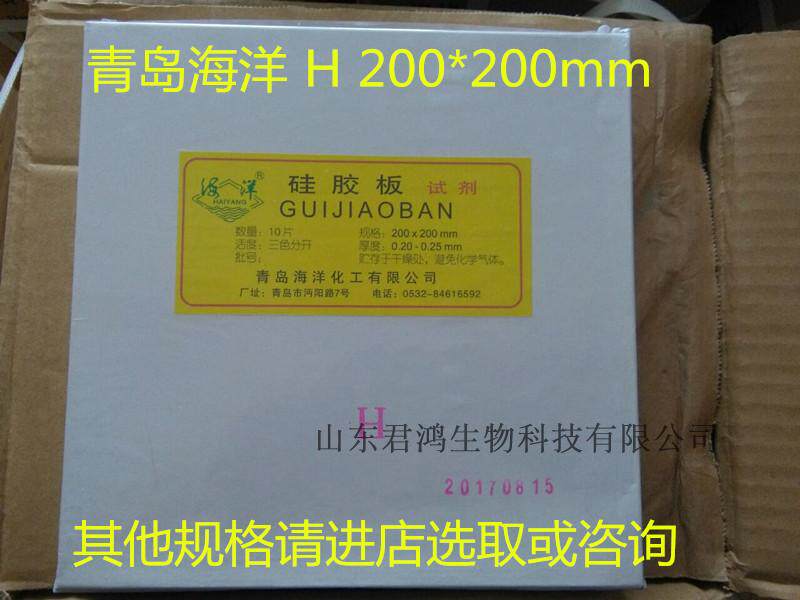 青岛海洋 H 200*200mm
海洋®
HAIYANG
硅胶板 试剂
GUIJIAOBAN
数量: 10片 规格: 200 x 200 mm
活度: 三色分开 厚度: 0.20 - 0.25 mm
批号: 贮存于干燥处, 避免化学气体。
青岛海洋化工有限公司
厂址: 青岛市沔阳路7号 电话: 0532-84616592
H
山东君鸿生物科技有限公司
20170815
其他规格请进店选取或咨询